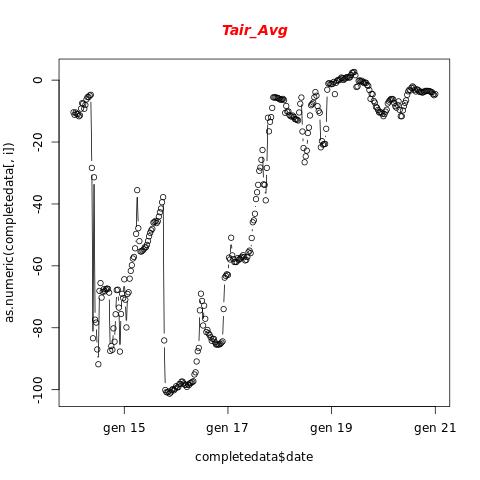 Tair_Avg
as.numeric(completedata[, i])
0
-20
-40
-60
-80
-100
gen 15
gen 17
gen 19
gen 21
completedata$date